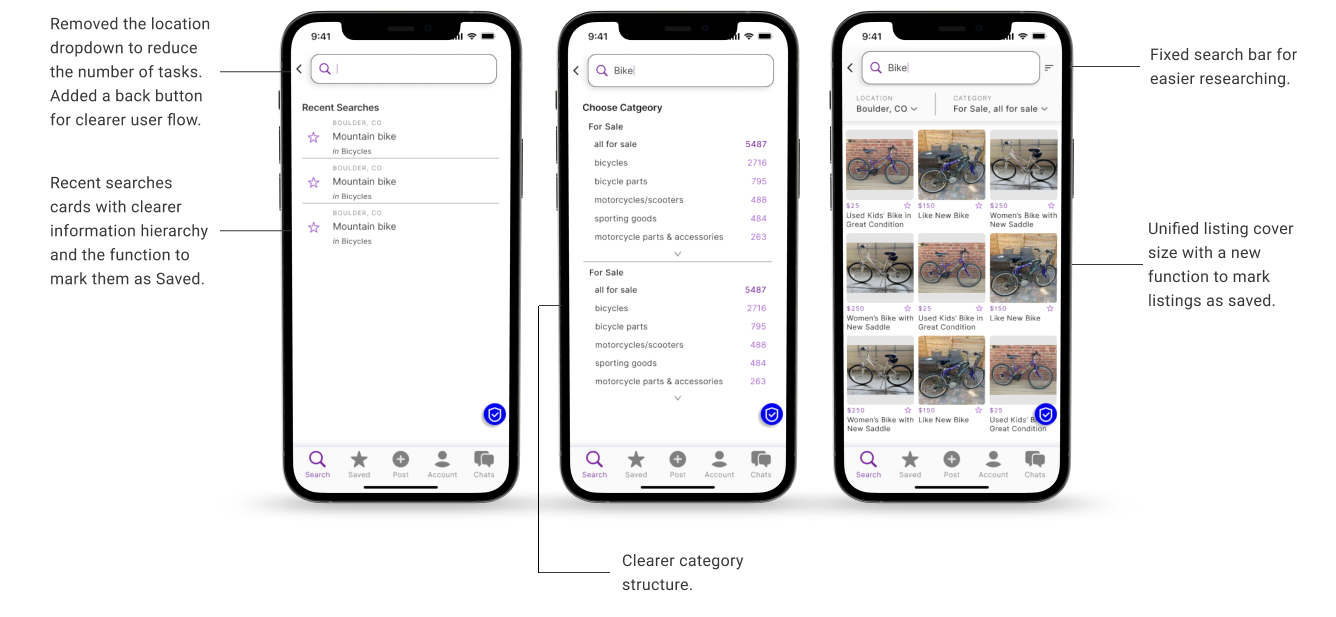 Removed the location
dropdown to reduce
the number of tasks.
Added a back button
for clearer user flow.
Recent searches
cards with clearer
information hierarchy
and the function to
mark them as Saved.
9:41
Recent Searches
BOULDER, CO
Mountain bike
in Bicycles
BOULDER, CO
Mountain bike
in Bicycles
BOULDER, CO
Mountain bike
in Bicycles
Search Saved Post Account Chats
9:41
Bike
Choose Catgeory
For Sale
all for sale 5487
bicycles 2716
bicycle parts 795
motorcycles/scooters 488
sporting goods 484
motorcycle parts & accessories 263
For Sale
all for sale 5487
bicycles 2716
bicycle parts 795
motorcycles/scooters 488
sporting goods 484
motorcycle parts & accessories 263
Search Saved Post Account Chats
Clearer category
structure.
9:41
Bike
LOCATION CATEGORY
Boulder, CO For Sale, all for sale
$25 $150 $250
Used Kids' Bike in Like New Bike Women's Bike with
Great Condition New Saddle
$250 $25 $150
Women's Bike with Used Kids' Bike in Like New Bike
New Saddle Great Condition
$250 $150 $25
Women's Bike with Like New Bike Used Kids' B
New Saddle Great Condition
Search Saved Post Account Chats
Fixed search bar for
easier researching.
Unified listing cover
size with a new
function to mark
listings as saved.